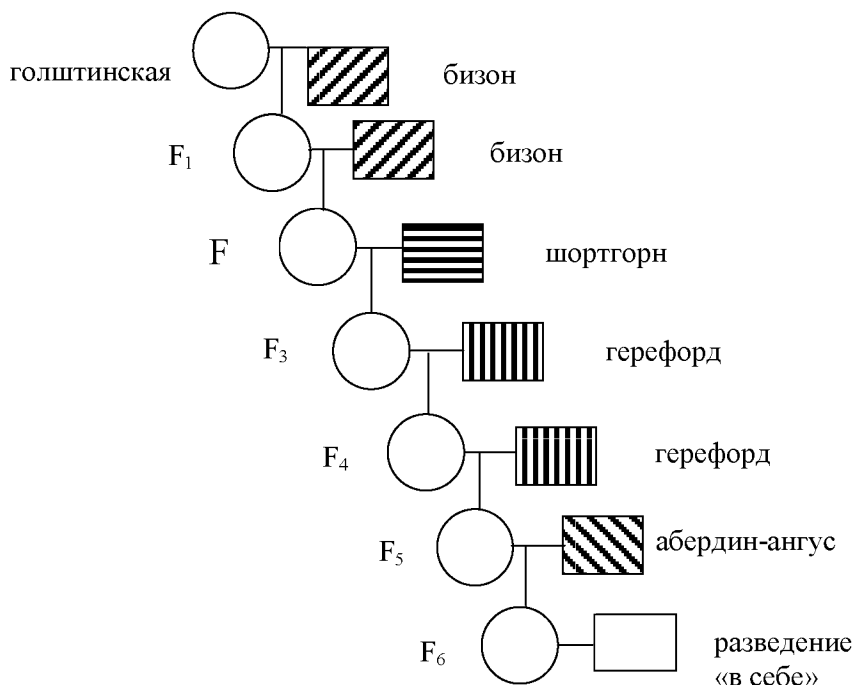 голштинская
бизон
F₁
бизон
F
шортгорн
F₃
герефорд
F₄
герефорд
F₅
абердин-ангус
F₆
разведение
«в себе»